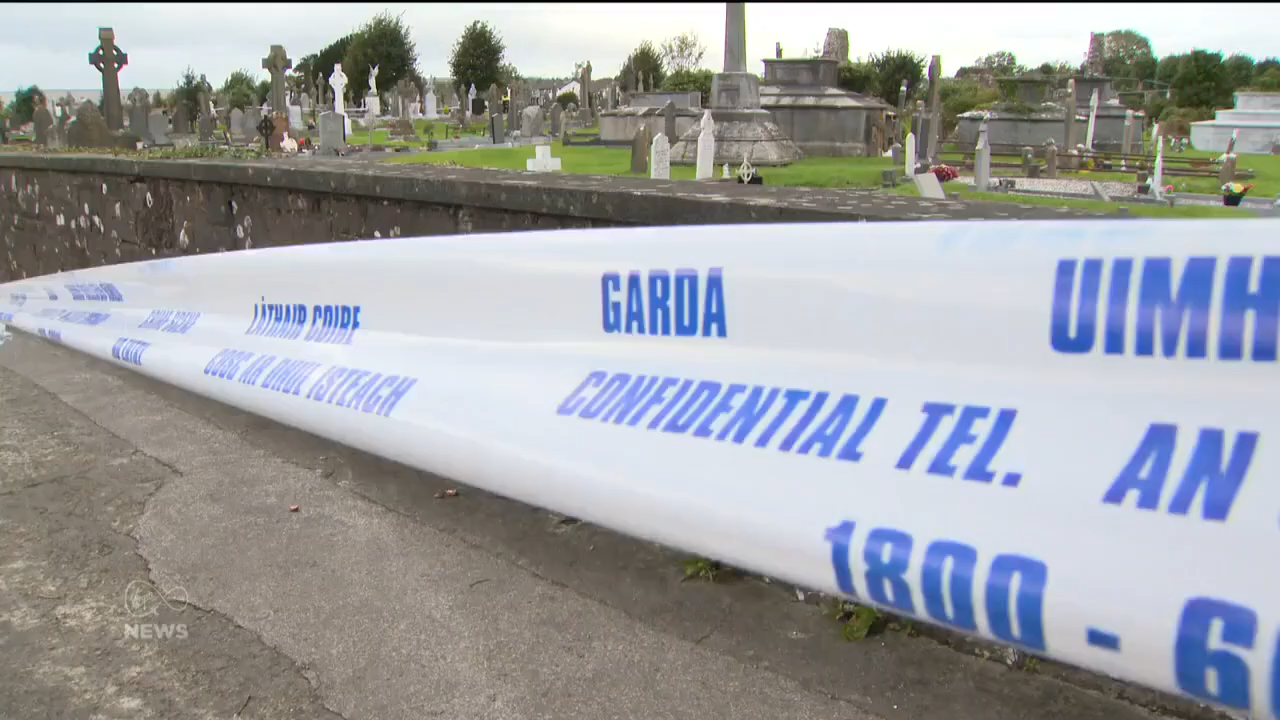 LÁTHAIR COIRE
COSC AR DHUL ISTEACH
GARDA
CONFIDENTIAL TEL.
1800 - 6
UIMH
AN
NEWS